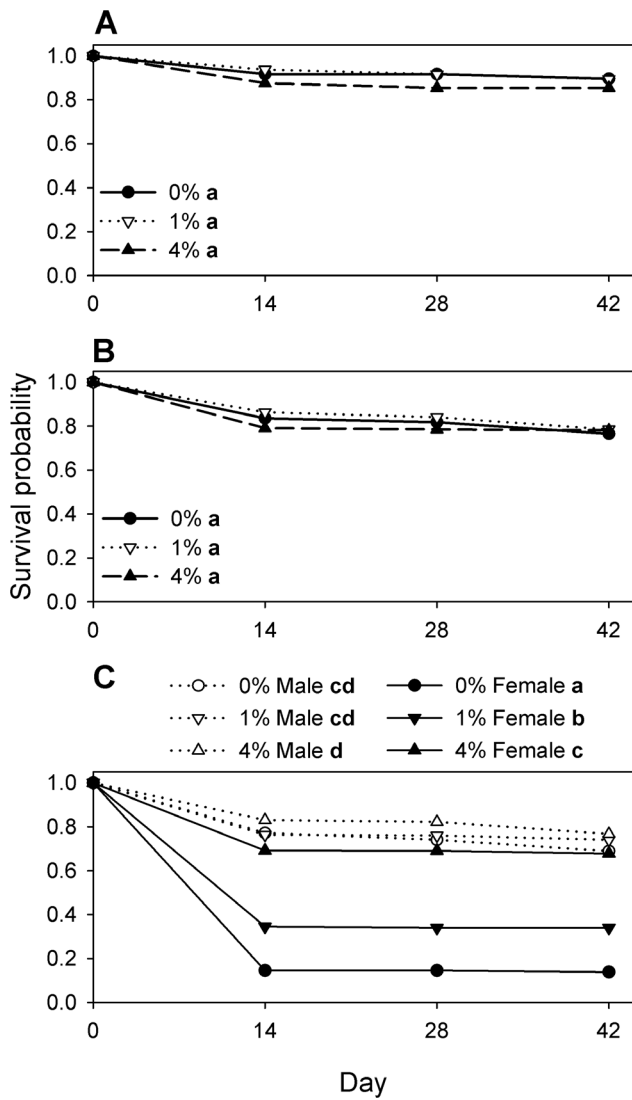 A
1.0
0.8
0.6
0.4
0.2
0.0
0% a
1% a
4% a
0 14 28 42
B
1.0
0.8
0.6
0.4
0.2
0.0
0% a
1% a
4% a
0 14 28 42
Survival probability
C
0% Male cd 0% Female a
1% Male cd 1% Female b
4% Male d 4% Female c
1.0
0.8
0.6
0.4
0.2
0.0
0 14 28 42
Day